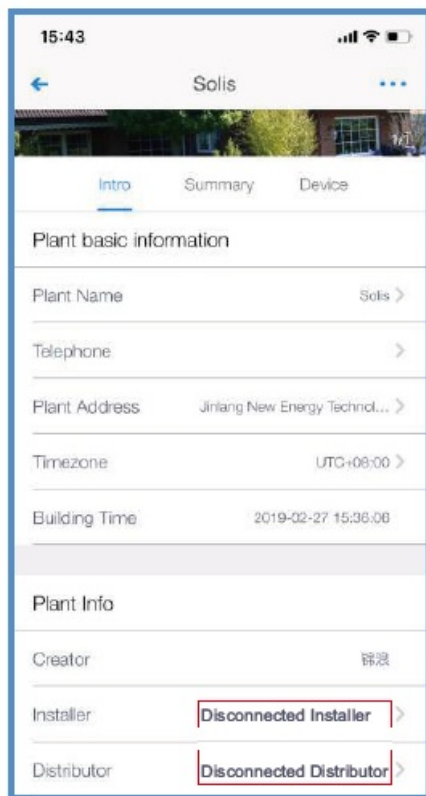 15:43
Solis
Intro Summary Device
Plant basic information
Plant Name Solis
Telephone
Plant Address Jinlang New Energy Technol...
Timezone UTC+08:00
Building Time 2019-02-27 15:36:06
Plant Info
Creator 锦浪
Installer Disconnected Installer
Distributor Disconnected Distributor